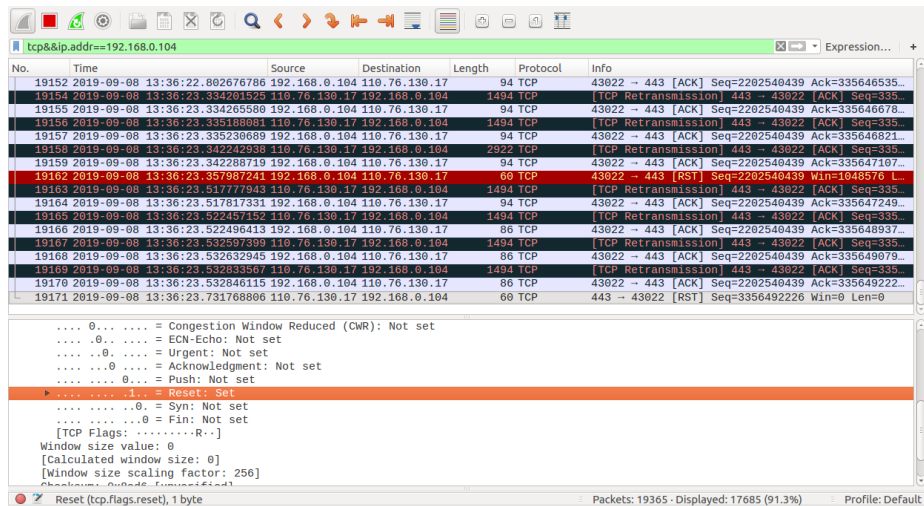 tcp&&ip.addr==192.168.0.104 Expression… +
No. Time Source Destination Length Protocol Info
19152 2019-09-08 13:36:22.802676786 192.168.0.104 110.76.130.17 94 TCP 43022 → 443 [ACK] Seq=2202540439 Ack=335646535…
19154 2019-09-08 13:36:23.334201525 110.76.130.17 192.168.0.104 1494 TCP [TCP Retransmission] 443 → 43022 [ACK] Seq=335…
19155 2019-09-08 13:36:23.334265580 192.168.0.104 110.76.130.17 94 TCP 43022 → 443 [ACK] Seq=2202540439 Ack=335646678…
19156 2019-09-08 13:36:23.335188081 110.76.130.17 192.168.0.104 1494 TCP [TCP Retransmission] 443 → 43022 [ACK] Seq=335…
19157 2019-09-08 13:36:23.335230689 192.168.0.104 110.76.130.17 94 TCP 43022 → 443 [ACK] Seq=2202540439 Ack=335646821…
19158 2019-09-08 13:36:23.342242938 110.76.130.17 192.168.0.104 2922 TCP [TCP Retransmission] 443 → 43022 [ACK] Seq=335…
19159 2019-09-08 13:36:23.342288719 192.168.0.104 110.76.130.17 94 TCP 43022 → 443 [ACK] Seq=2202540439 Ack=335647107…
19162 2019-09-08 13:36:23.357987241 192.168.0.104 110.76.130.17 60 TCP 43022 → 443 [RST] Seq=2202540439 Win=1048576 L…
19163 2019-09-08 13:36:23.517777943 110.76.130.17 192.168.0.104 1494 TCP [TCP Retransmission] 443 → 43022 [ACK] Seq=335…
19164 2019-09-08 13:36:23.517817331 192.168.0.104 110.76.130.17 94 TCP 43022 → 443 [ACK] Seq=2202540439 Ack=335647249…
19165 2019-09-08 13:36:23.522457152 110.76.130.17 192.168.0.104 1494 TCP [TCP Retransmission] 443 → 43022 [ACK] Seq=335…
19166 2019-09-08 13:36:23.522496413 192.168.0.104 110.76.130.17 86 TCP 43022 → 443 [ACK] Seq=2202540439 Ack=335648937…
19167 2019-09-08 13:36:23.532597399 110.76.130.17 192.168.0.104 1494 TCP [TCP Retransmission] 443 → 43022 [ACK] Seq=335…
19168 2019-09-08 13:36:23.532632945 192.168.0.104 110.76.130.17 86 TCP 43022 → 443 [ACK] Seq=2202540439 Ack=335649079…
19169 2019-09-08 13:36:23.532833567 110.76.130.17 192.168.0.104 1494 TCP [TCP Retransmission] 443 → 43022 [ACK] Seq=335…
19170 2019-09-08 13:36:23.532846115 192.168.0.104 110.76.130.17 86 TCP 43022 → 443 [ACK] Seq=2202540439 Ack=335649222…
19171 2019-09-08 13:36:23.731768806 110.76.130.17 192.168.0.104 60 TCP 443 → 43022 [RST] Seq=3356492226 Win=0 Len=0
.... 0... .... = Congestion Window Reduced (CWR): Not set
.... .0.. .... = ECN-Echo: Not set
.... ..0. .... = Urgent: Not set
.... ...0 .... = Acknowledgment: Not set
.... .... 0... = Push: Not set
.... .... .1.. = Reset: Set
.... .... ..0. = Syn: Not set
.... .... ...0 = Fin: Not set
[TCP Flags: ·········R··]
Window size value: 0
[Calculated window size: 0]
[Window size scaling factor: 256]
Reset (tcp.flags.reset), 1 byte Packets: 19365 · Displayed: 17685 (91.3%) Profile: Default